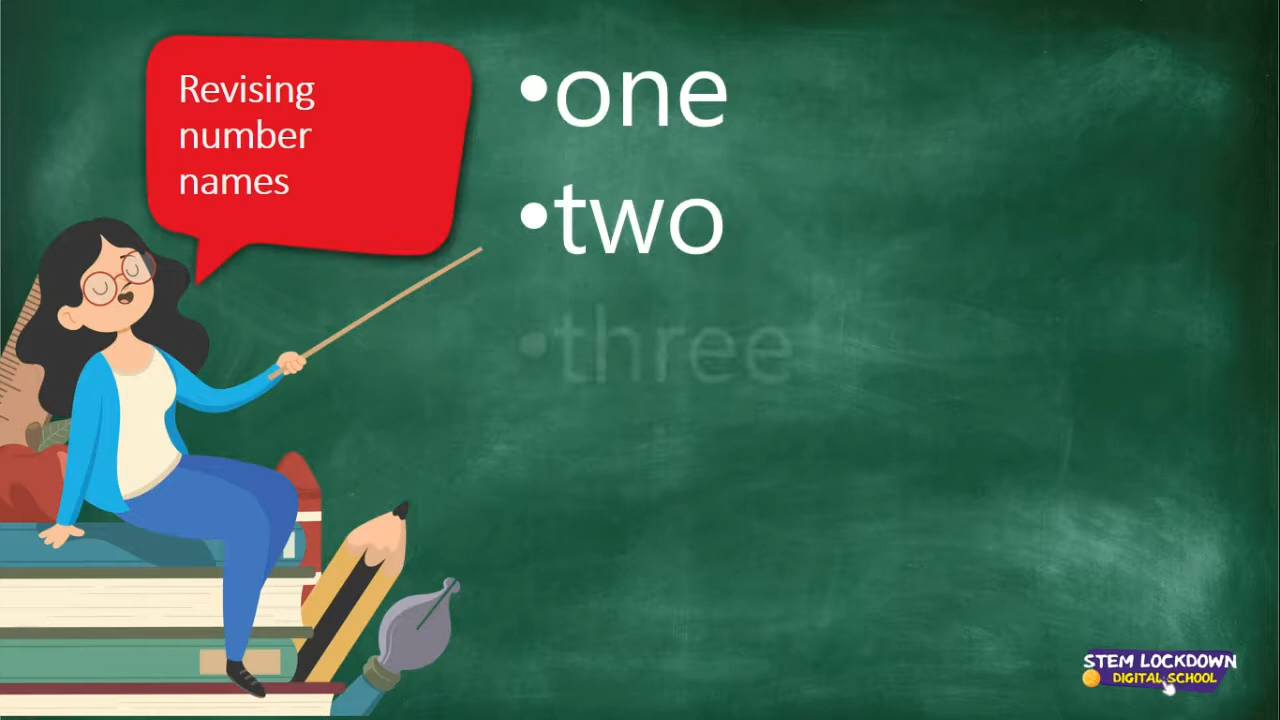 Revising
number
names
•one
•two
•three
STEM LOCKDOWN
DIGITAL SCHOOL